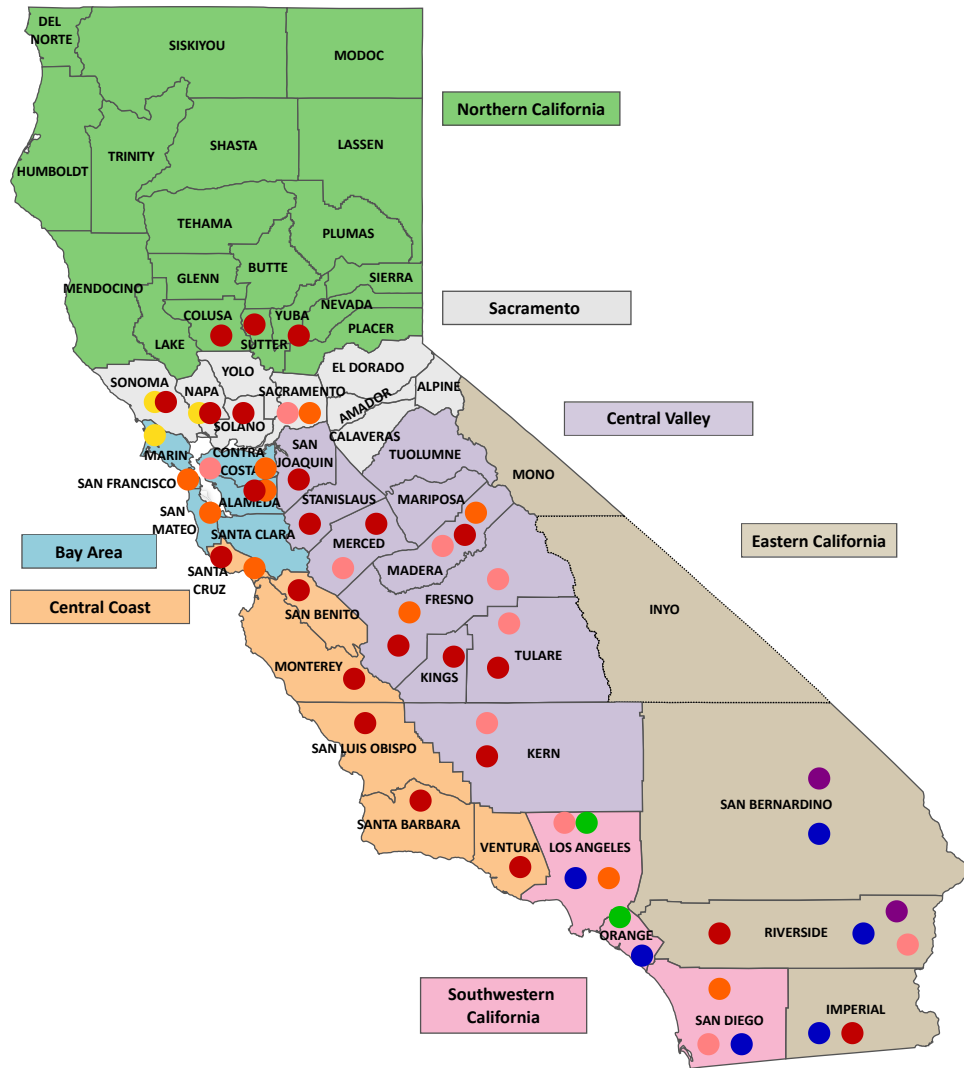 DEL
NORTE
SISKIYOU
MODOC
Northern California
SHASTA
LASSEN
TRINITY
HUMBOLDT
TEHAMA
PLUMAS
BUTTE
GLENN
SIERRA
MENDOCINO
NEVADA
COLUSA
YUBA
Sacramento
PLACER
LAKE
SUTTER
YOLO
EL DORADO
SONOMA
NAPA
SACRAMENTO
ALPINE
AMADOR
SOLANO
CALAVERAS
Central Valley
SAN
JOAQUIN
TUOLUMNE
MARIN
CONTRA
COSTA
MONO
SAN FRANCISCO
STANISLAUS
MARIPOSA
ALAMEDA
SAN
MATEO
SANTA CLARA
MERCED
Eastern California
Bay Area
SANTA
CRUZ
MADERA
Central Coast
FRESNO
INYO
SAN BENITO
MONTEREY
TULARE
KINGS
SAN LUIS OBISPO
KERN
SAN BERNARDINO
SANTA BARBARA
VENTURA
LOS ANGELES
ORANGE
RIVERSIDE
Southwestern
California
SAN DIEGO
IMPERIAL